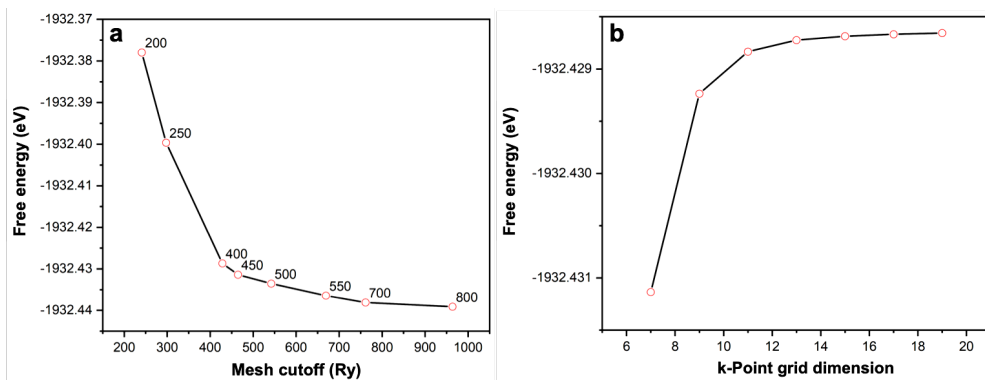 a
-1932.37
-1932.38
-1932.39
-1932.40
-1932.41
-1932.42
-1932.43
-1932.44
Free energy (eV)
200
250
400
450
500
550
700
800
200 300 400 500 600 700 800 900 1000
Mesh cutoff (Ry)
b
-1932.429
-1932.430
-1932.431
Free energy (eV)
6 8 10 12 14 16 18 20
k-Point grid dimension